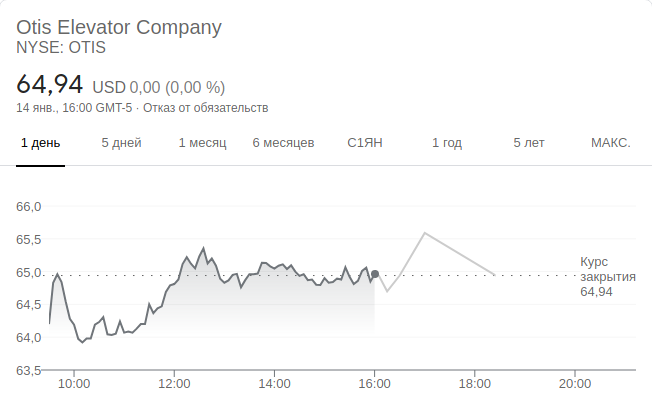 Otis Elevator Company
NYSE: OTIS
64,94 USD 0,00 (0,00 %)
14 янв., 16:00 GMT-5 · Отказ от обязательств
1 день 5 дней 1 месяц 6 месяцев С1ЯН 1 год 5 лет МАКС.
66,0
65,5
65,0
64,5
64,0
63,5
Курс
закрытия
64,94
10:00 12:00 14:00 16:00 18:00 20:00